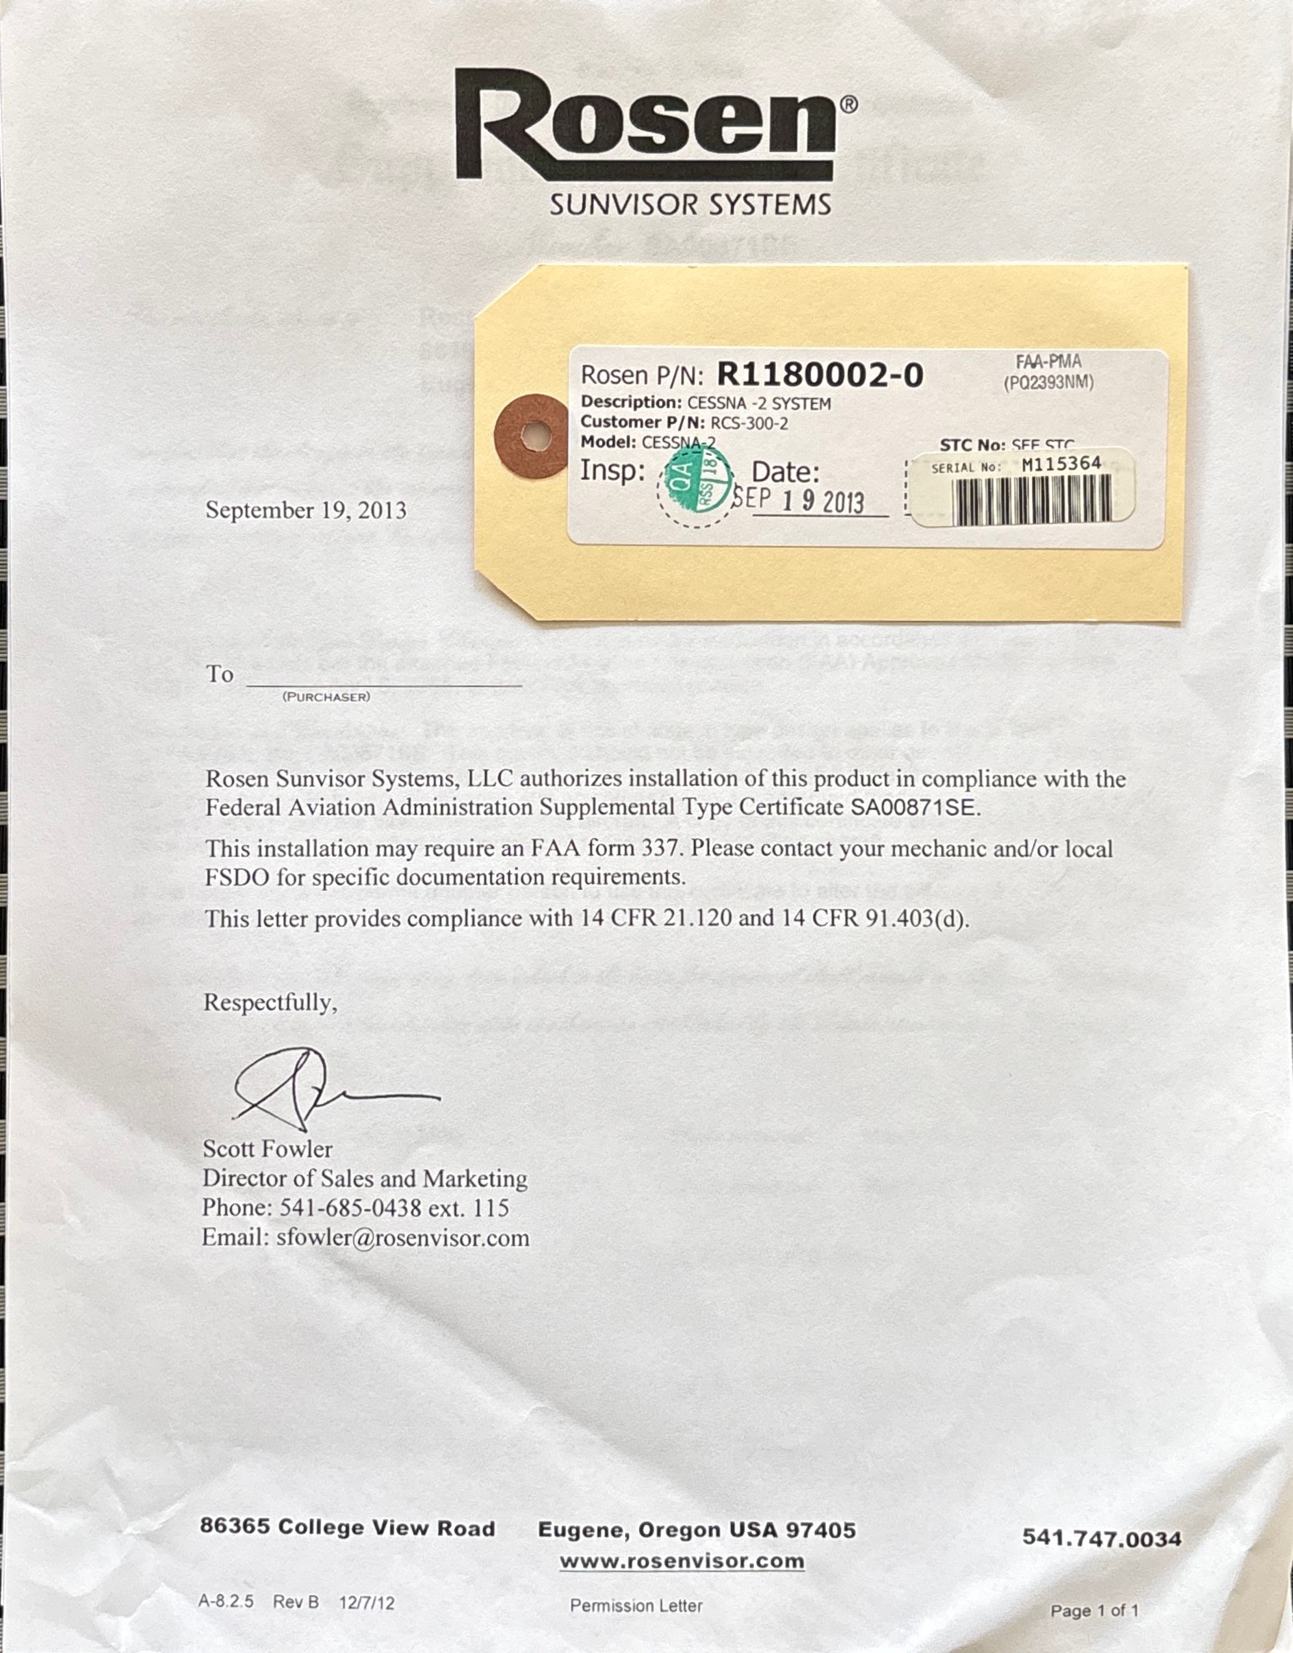 Rosen®
SUNVISOR SYSTEMS
Rosen P/N: R1180002-0
FAA-PMA
(PQ2393NM)
Description: CESSNA -2 SYSTEM
Customer P/N: RCS-300-2
Model: CESSNA-2
STC No: SEE STC
Insp:
QA
RSS 18
Date:
SEP 19 2013
SERIAL No: M115364
September 19, 2013
To
(PURCHASER)
Rosen Sunvisor Systems, LLC authorizes installation of this product in compliance with the
Federal Aviation Administration Supplemental Type Certificate SA00871SE.
This installation may require an FAA form 337. Please contact your mechanic and/or local
FSDO for specific documentation requirements.
This letter provides compliance with 14 CFR 21.120 and 14 CFR 91.403(d).
Respectfully,
Scott Fowler
Director of Sales and Marketing
Phone: 541-685-0438 ext. 115
Email: sfowler@rosenvisor.com
86365 College View Road Eugene, Oregon USA 97405 541.747.0034
www.rosenvisor.com
A-8.2.5 Rev B 12/7/12 Permission Letter Page 1 of 1